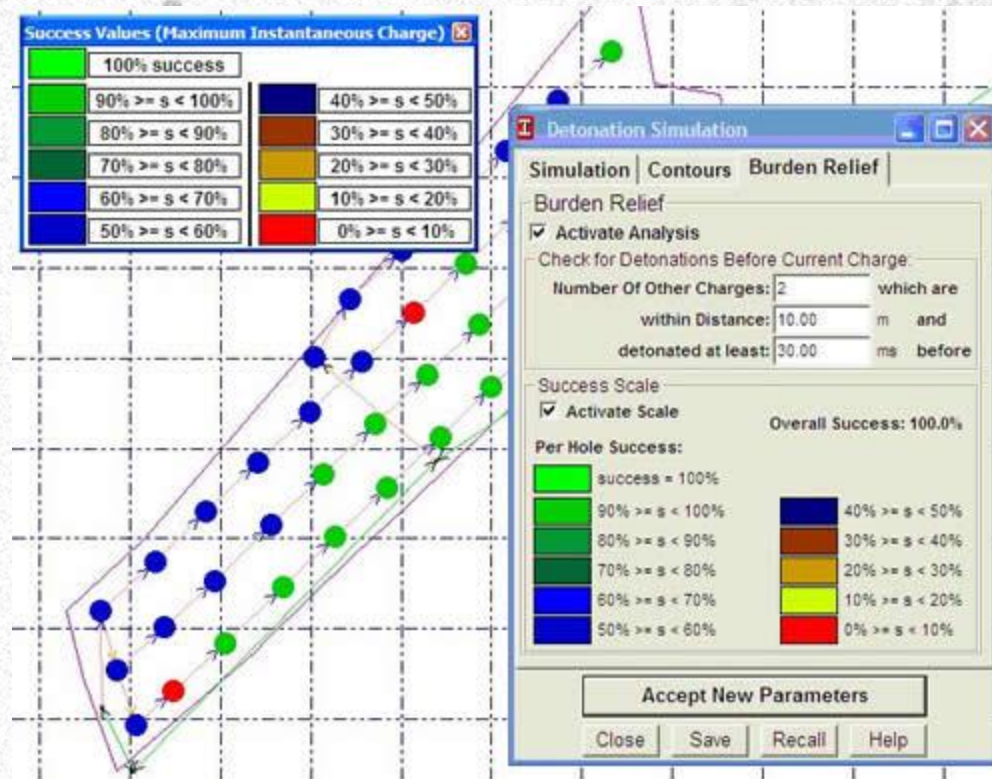 Success Values (Maximum Instantaneous Charge)
100% success
90% >= s < 100%
40% >= s < 50%
80% >= s < 90%
30% >= s < 40%
70% >= s < 80%
20% >= s < 30%
60% >= s < 70%
10% >= s < 20%
50% >= s < 60%
0% >= s < 10%
Detonation Simulation
Simulation Contours Burden Relief
Burden Relief
Activate Analysis
Check for Detonations Before Current Charge:
Number Of Other Charges: 2 which are
within Distance: 10.00 m and
detonated at least: 30.00 ms before
Success Scale
Activate Scale
Overall Success: 100.0%
Per Hole Success:
success = 100%
90% >= s < 100%
40% >= s < 50%
80% >= s < 90%
30% >= s < 40%
70% >= s < 80%
20% >= s < 30%
60% >= s < 70%
10% >= s < 20%
50% >= s < 60%
0% >= s < 10%
Accept New Parameters
Close Save Recall Help